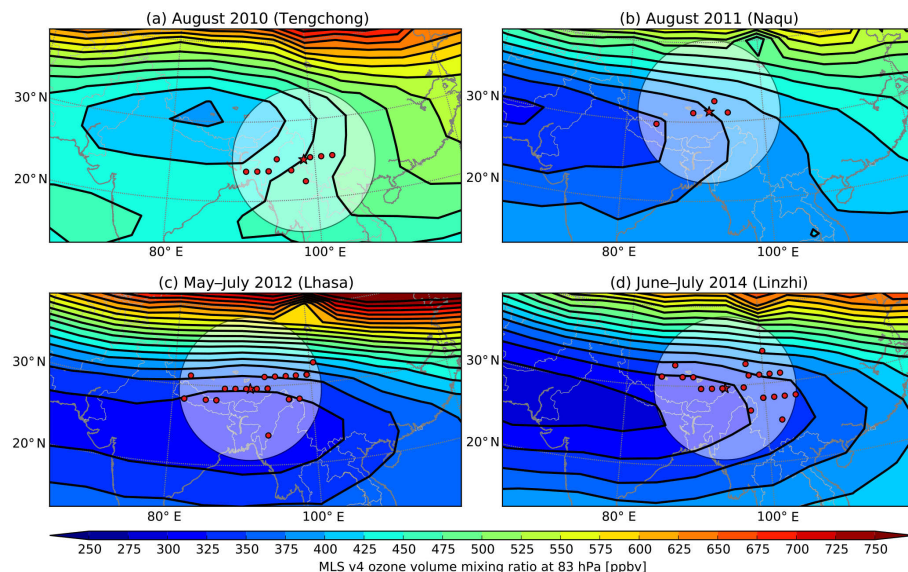 (a) August 2010 (Tengchong)
(b) August 2011 (Naqu)
30° N
20° N
30° N
20° N
80° E
100° E
80° E
100° E
(c) May–July 2012 (Lhasa)
(d) June–July 2014 (Linzhi)
30° N
20° N
30° N
20° N
80° E
100° E
80° E
100° E
250 275 300 325 350 375 400 425 450 475 500 525 550 575 600 625 650 675 700 725 750
MLS v4 ozone volume mixing ratio at 83 hPa [ppbv]